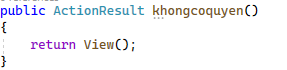 public ActionResult khongcoquyen()
{
return View();
}